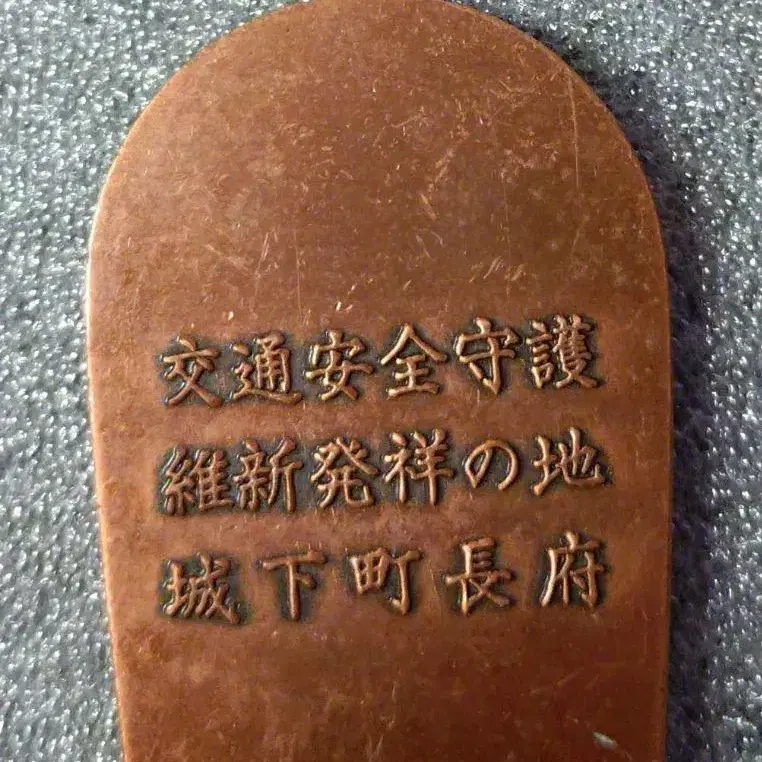 交通安全守護
維新発祥の地
城下町長府